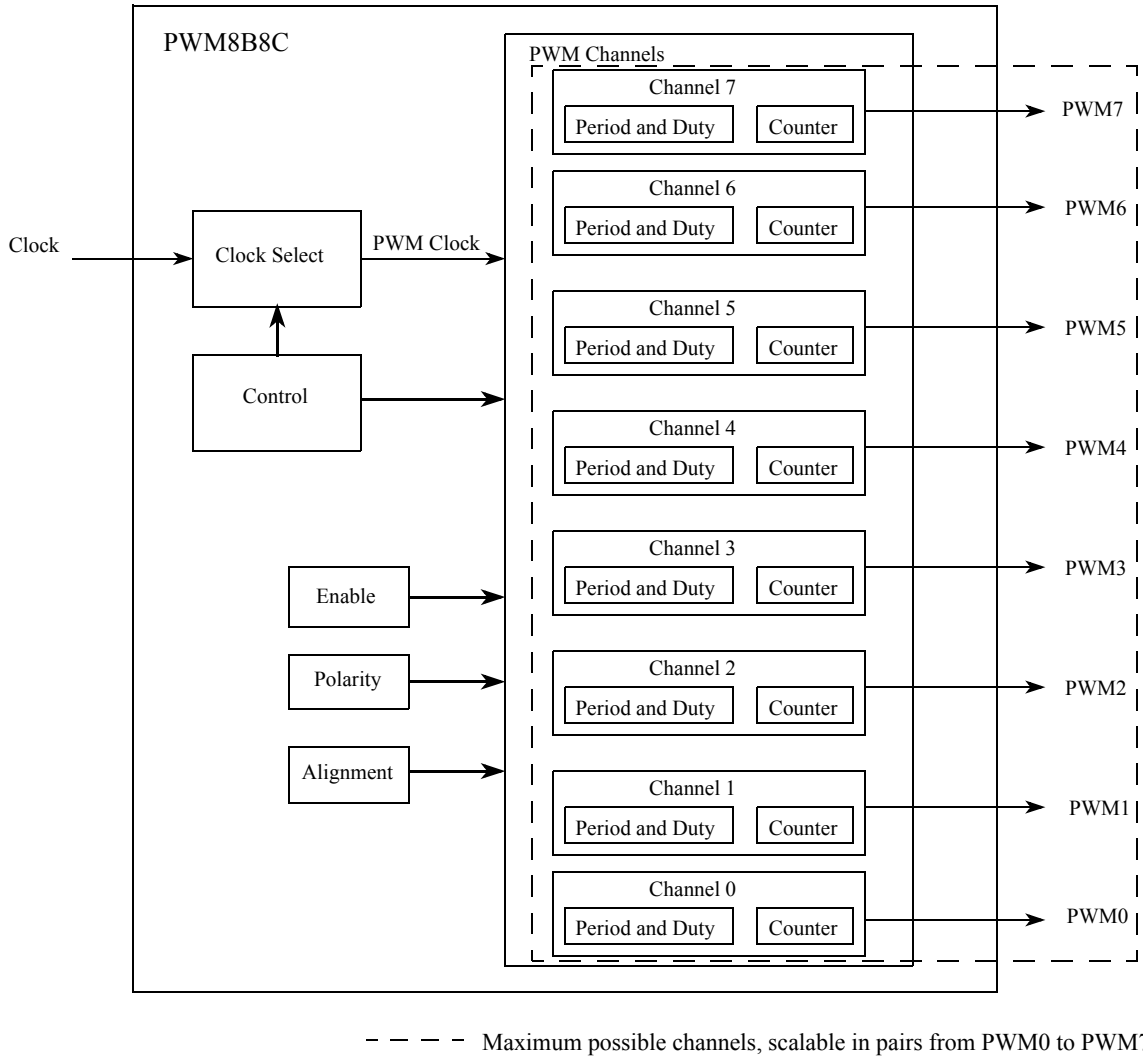 PWM8B8C
PWM Channels
Channel 7
Period and Duty
Counter
PWM7
Channel 6
Period and Duty
Counter
PWM6
Clock
Clock Select
PWM Clock
Channel 5
Period and Duty
Counter
PWM5
Control
Channel 4
Period and Duty
Counter
PWM4
Channel 3
Period and Duty
Counter
PWM3
Enable
Polarity
Channel 2
Period and Duty
Counter
PWM2
Alignment
Channel 1
Period and Duty
Counter
PWM1
Channel 0
Period and Duty
Counter
PWM0
Maximum possible channels, scalable in pairs from PWM0 to PWM7